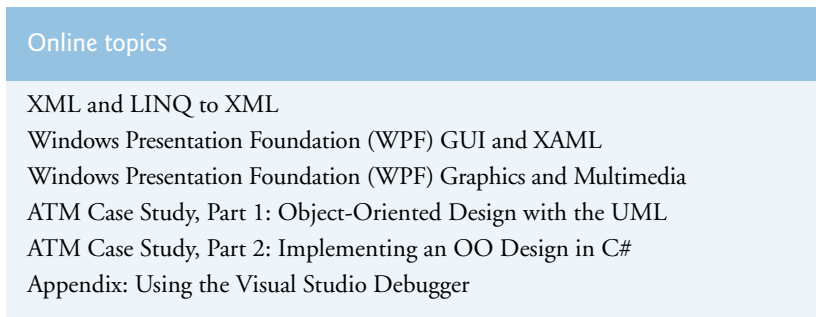 Online topics
XML and LINQ to XML
Windows Presentation Foundation (WPF) GUI and XAML
Windows Presentation Foundation (WPF) Graphics and Multimedia
ATM Case Study, Part 1: Object-Oriented Design with the UML
ATM Case Study, Part 2: Implementing an OO Design in C#
Appendix: Using the Visual Studio Debugger